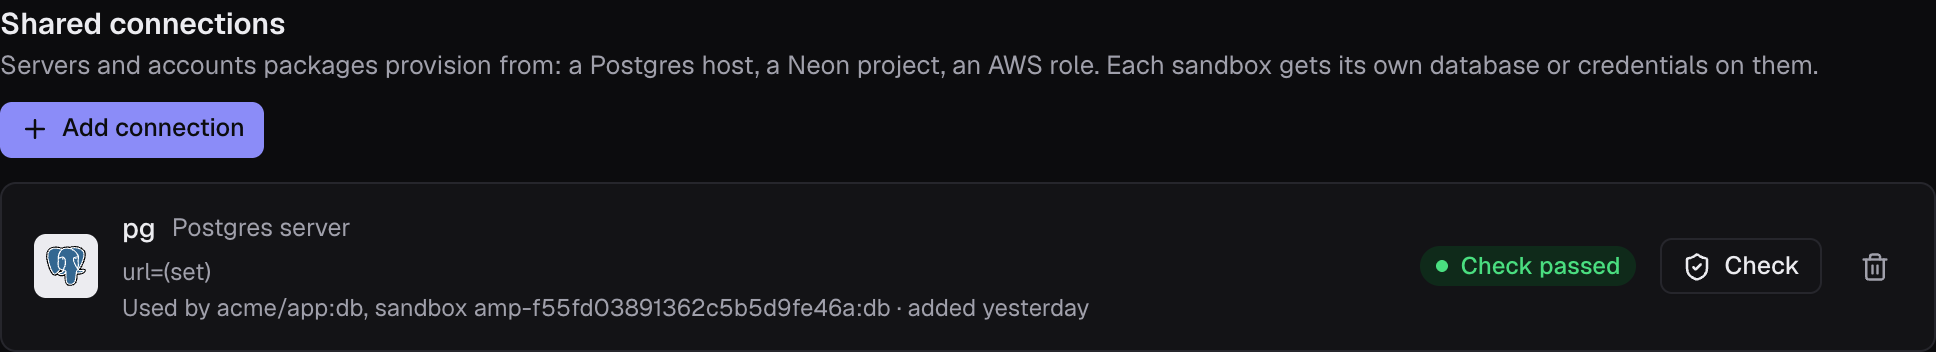 Shared connections
Servers and accounts packages provision from: a Postgres host, a Neon project, an AWS role. Each sandbox gets its own database or credentials on them.
+ Add connection
pg Postgres server
url=(set)
Used by acme/app:db, sandbox amp-f55fd03891362c5b5d9fe46a:db · added yesterday
Check passed
Check